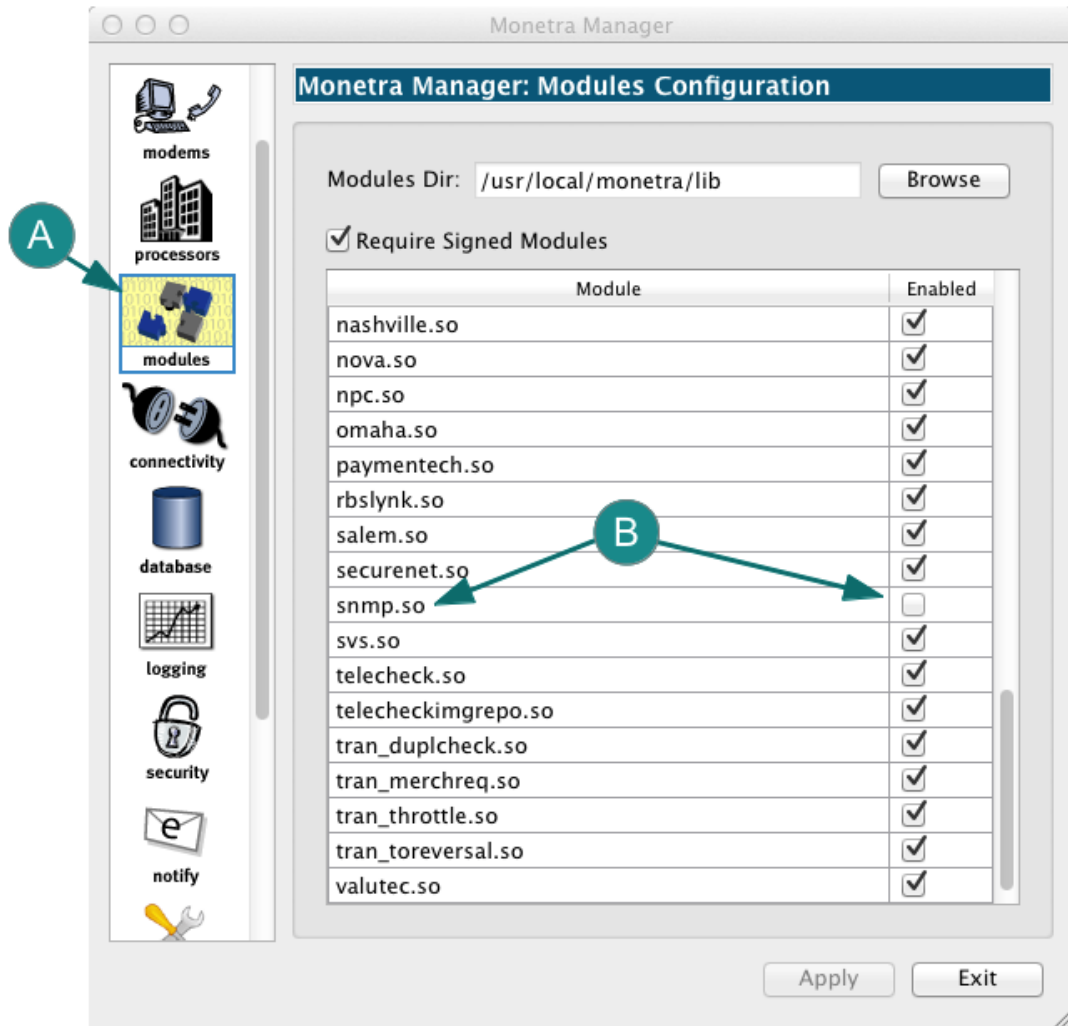 Monetra Manager
modems
processors
A
modules
connectivity
database
logging
security
e
notify
Monetra Manager: Modules Configuration
Modules Dir: /usr/local/monetra/lib Browse
Require Signed Modules
Module Enabled
nashville.so
nova.so
npc.so
omaha.so
paymentech.so
rbslynk.so
salem.so
B
securenet.so
snmp.so
svs.so
telecheck.so
telecheckimgrepo.so
tran_duplcheck.so
tran_merchreq.so
tran_throttle.so
tran_toreversal.so
valutec.so
Apply Exit